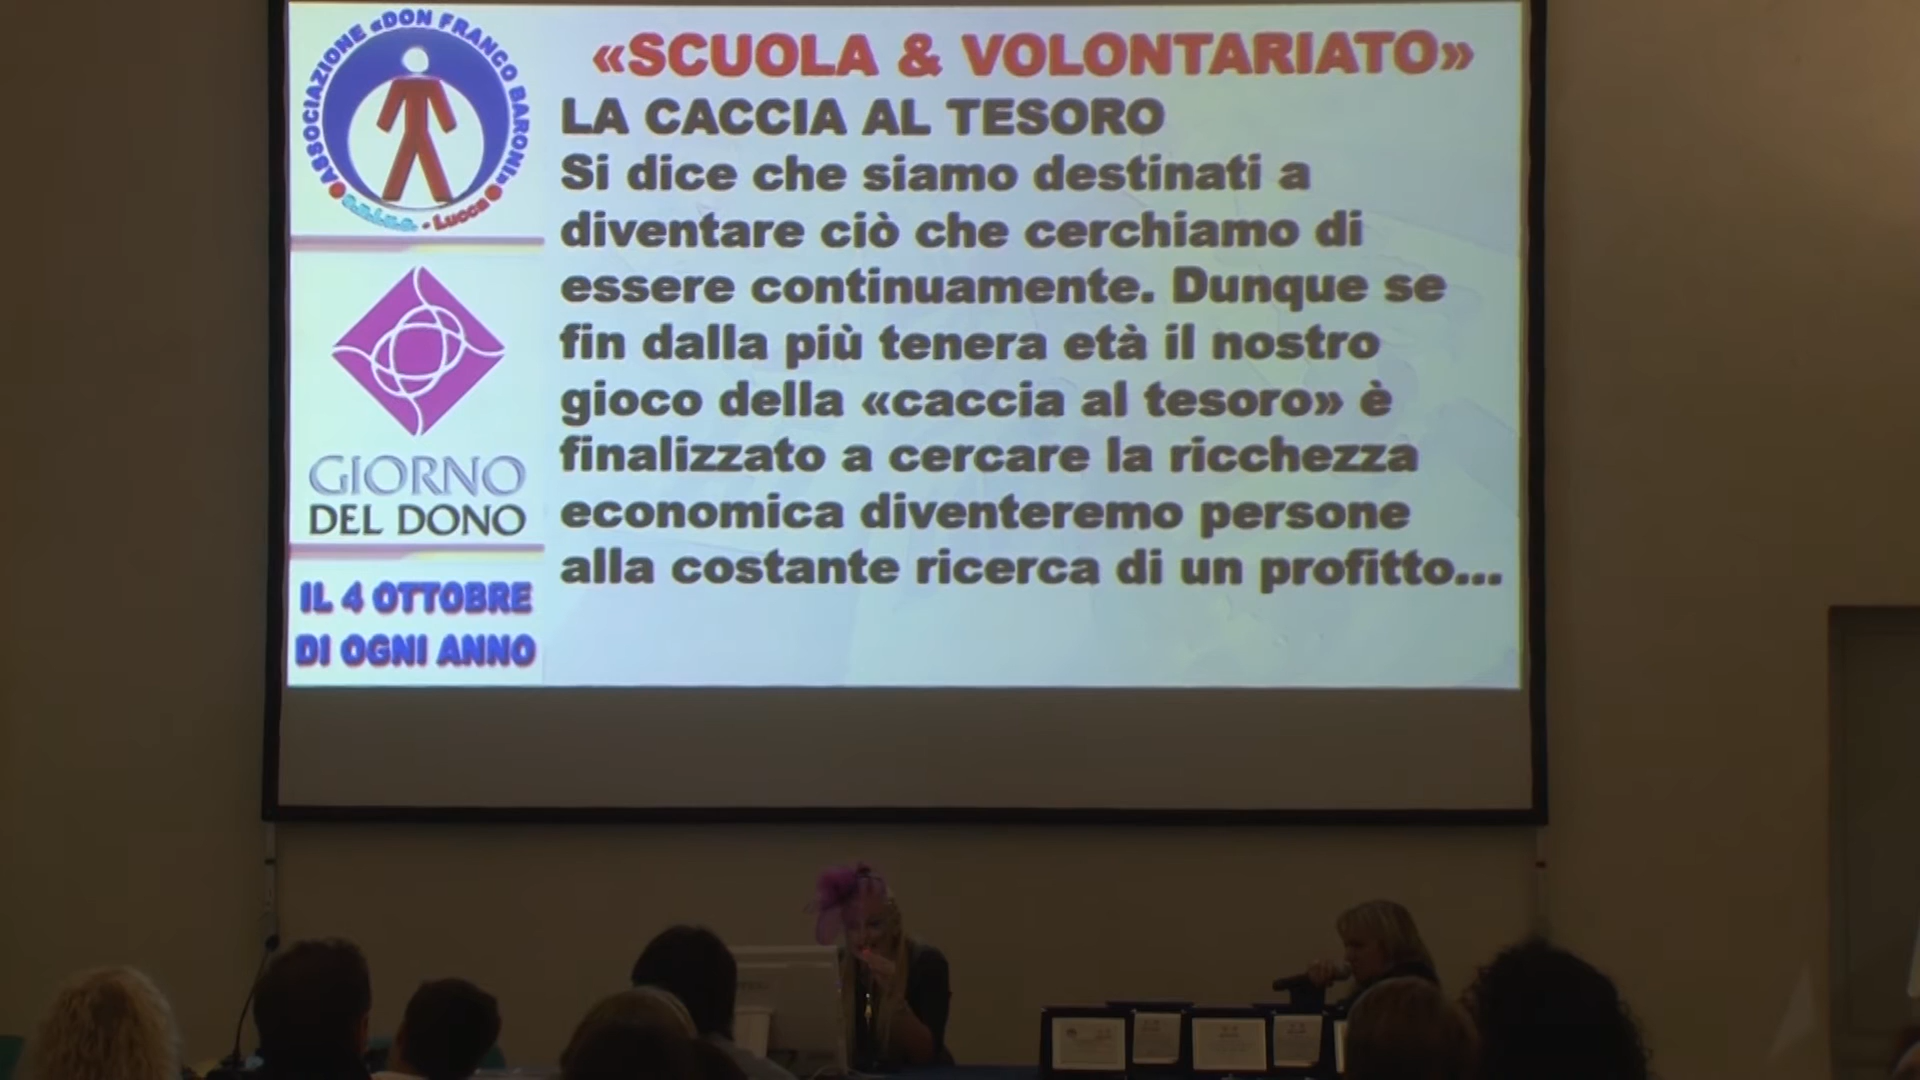 ASSOCIAZIONE «DON FRANCO BARONI»
o.n.l.u.s. - Lucca
GIORNO
DEL DONO
IL 4 OTTOBRE
DI OGNI ANNO
«SCUOLA & VOLONTARIATO»
LA CACCIA AL TESORO
Si dice che siamo destinati a
diventare ciò che cerchiamo di
essere continuamente. Dunque se
fin dalla più tenera età il nostro
gioco della «caccia al tesoro» è
finalizzato a cercare la ricchezza
economica diventeremo persone
alla costante ricerca di un profitto...